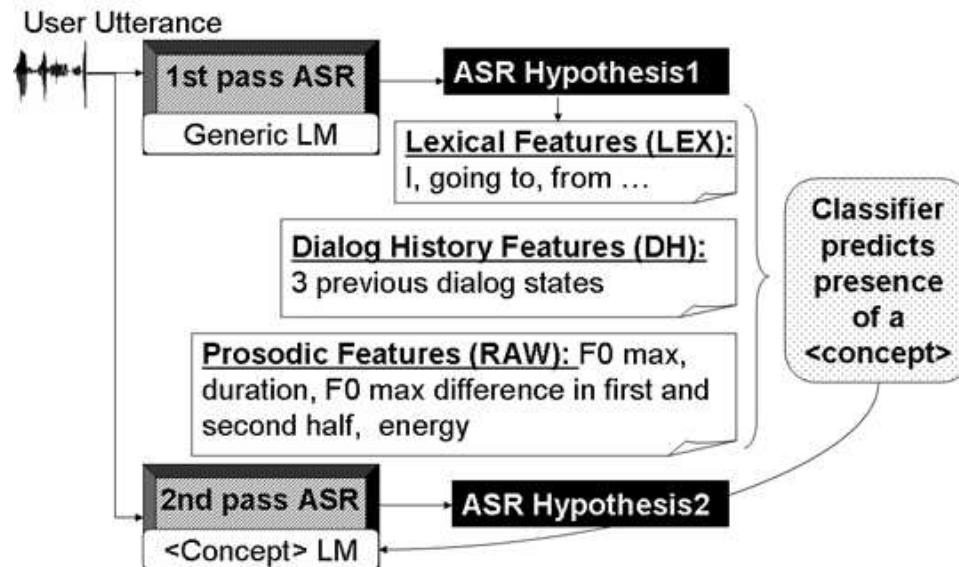 User Utterance
1st pass ASR
Generic LM
ASR Hypothesis1
Lexical Features (LEX):
I, going to, from ...
Dialog History Features (DH):
3 previous dialog states
Prosodic Features (RAW): F0 max,
duration, F0 max difference in first and
second half, energy
Classifier
predicts
presence
of a
<concept>
2nd pass ASR
<Concept> LM
ASR Hypothesis2